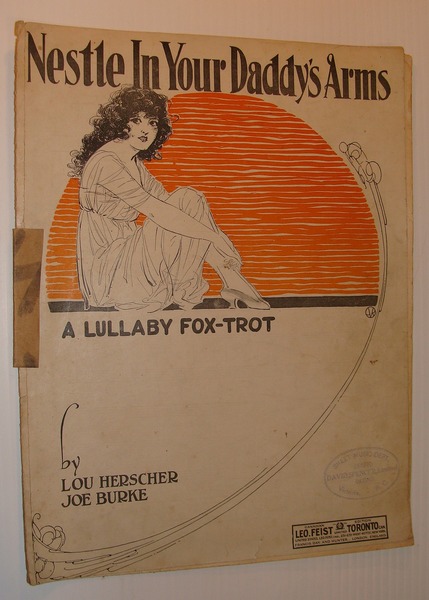 Nestle In Your Daddy's Arms
A LULLABY FOX-TROT
by
LOU HERSCHER
JOE BURKE
LEO. FEIST TORONTO